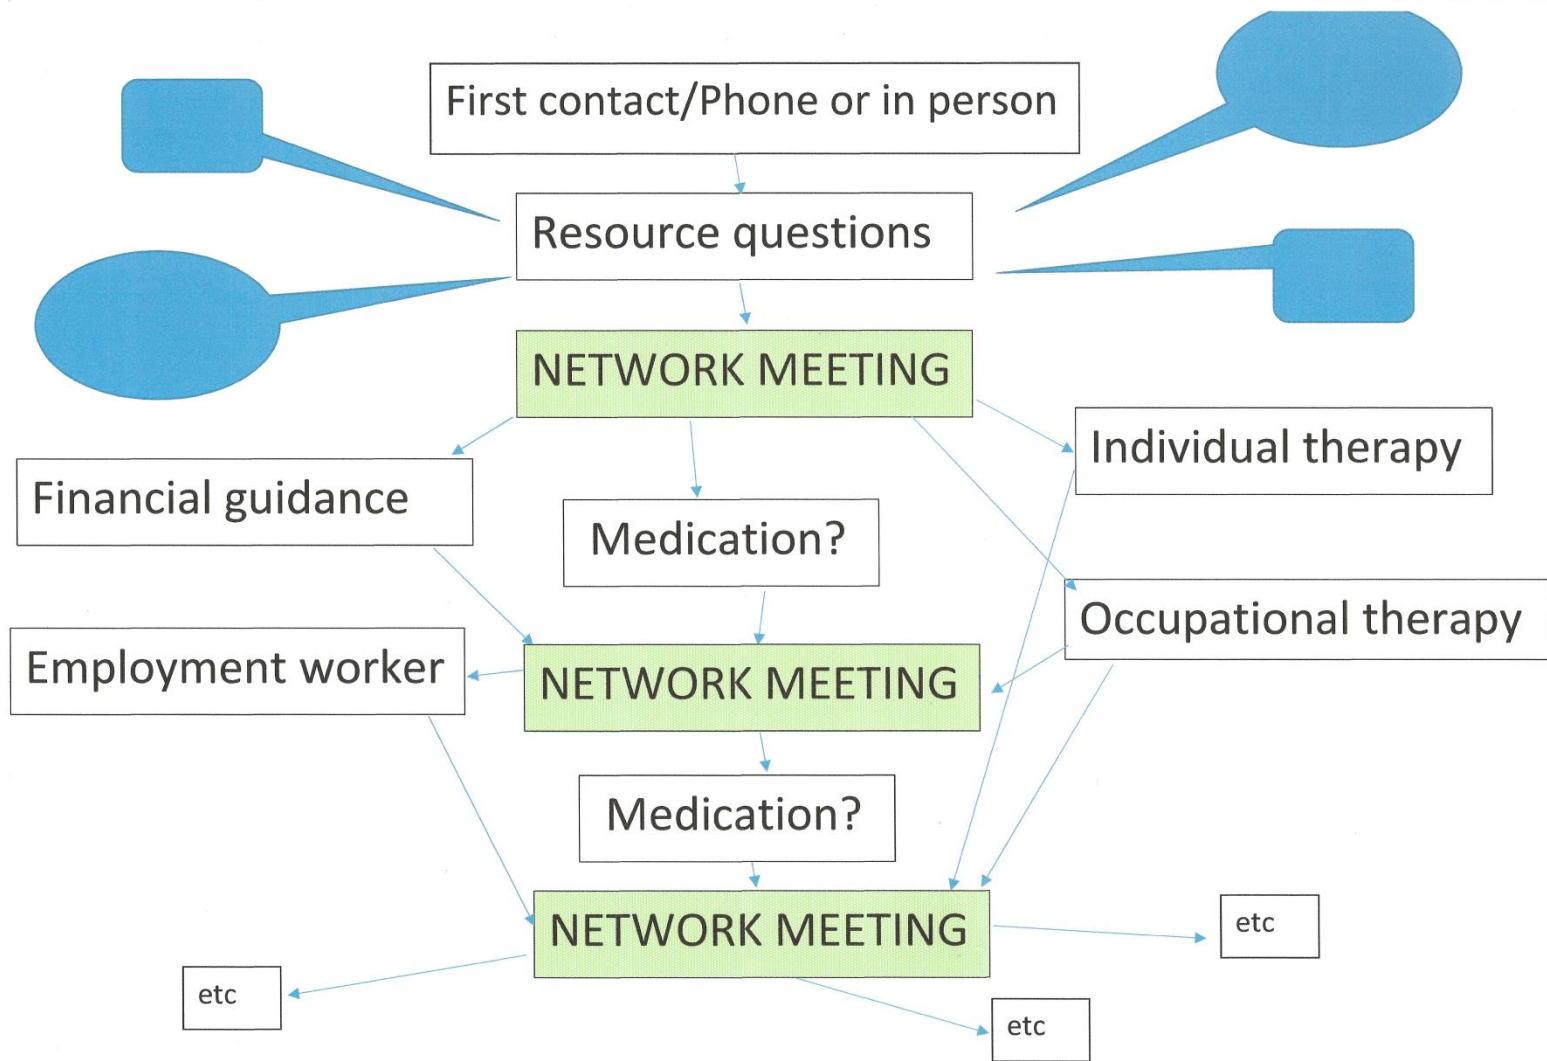 First contact/Phone or in person
Resource questions
NETWORK MEETING
Individual therapy
Financial guidance
Medication?
Occupational therapy
Employment worker
NETWORK MEETING
Medication?
NETWORK MEETING
etc
etc
etc